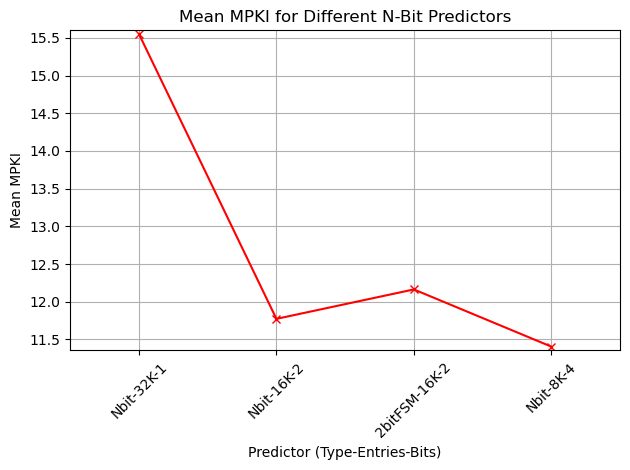 Mean MPKI for Different N-Bit Predictors
15.5
15.0
14.5
14.0
13.5
13.0
12.5
12.0
11.5
Mean MPKI
Nbit-32K-1
Nbit-16K-2
2bitFSM-16K-2
Nbit-8K-4
Predictor (Type-Entries-Bits)